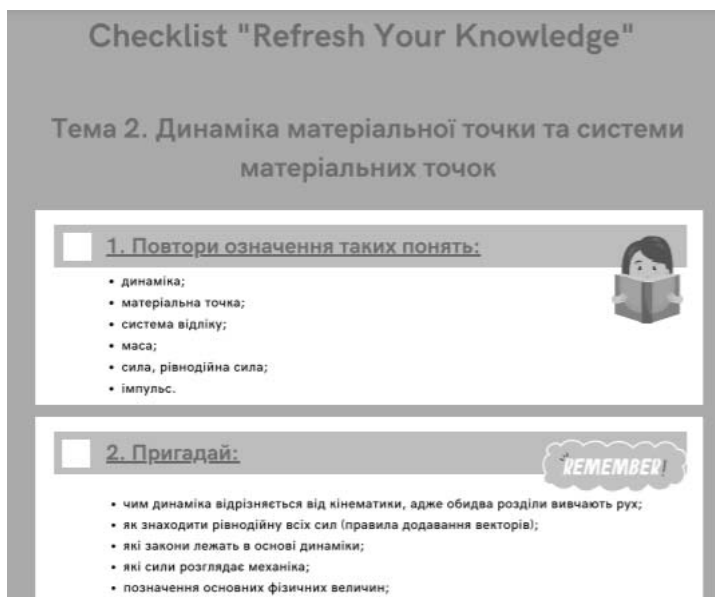 Checklist "Refresh Your Knowledge"
Тема 2. Динаміка матеріальної точки та системи
матеріальних точок
1. Повтори означення таких понять:
• динаміка;
• матеріальна точка;
• система відліку;
• маса;
• сила, рівнодійна сила;
• імпульс.
2. Пригадай:
REMEMBER!
• чим динаміка відрізняється від кінематики, адже обидва розділи вивчають рух;
• як знаходити рівнодійну всіх сил (правила додавання векторів);
• які закони лежать в основі динаміки;
• які сили розглядає механіка;
• позначення основних фізичних величин;